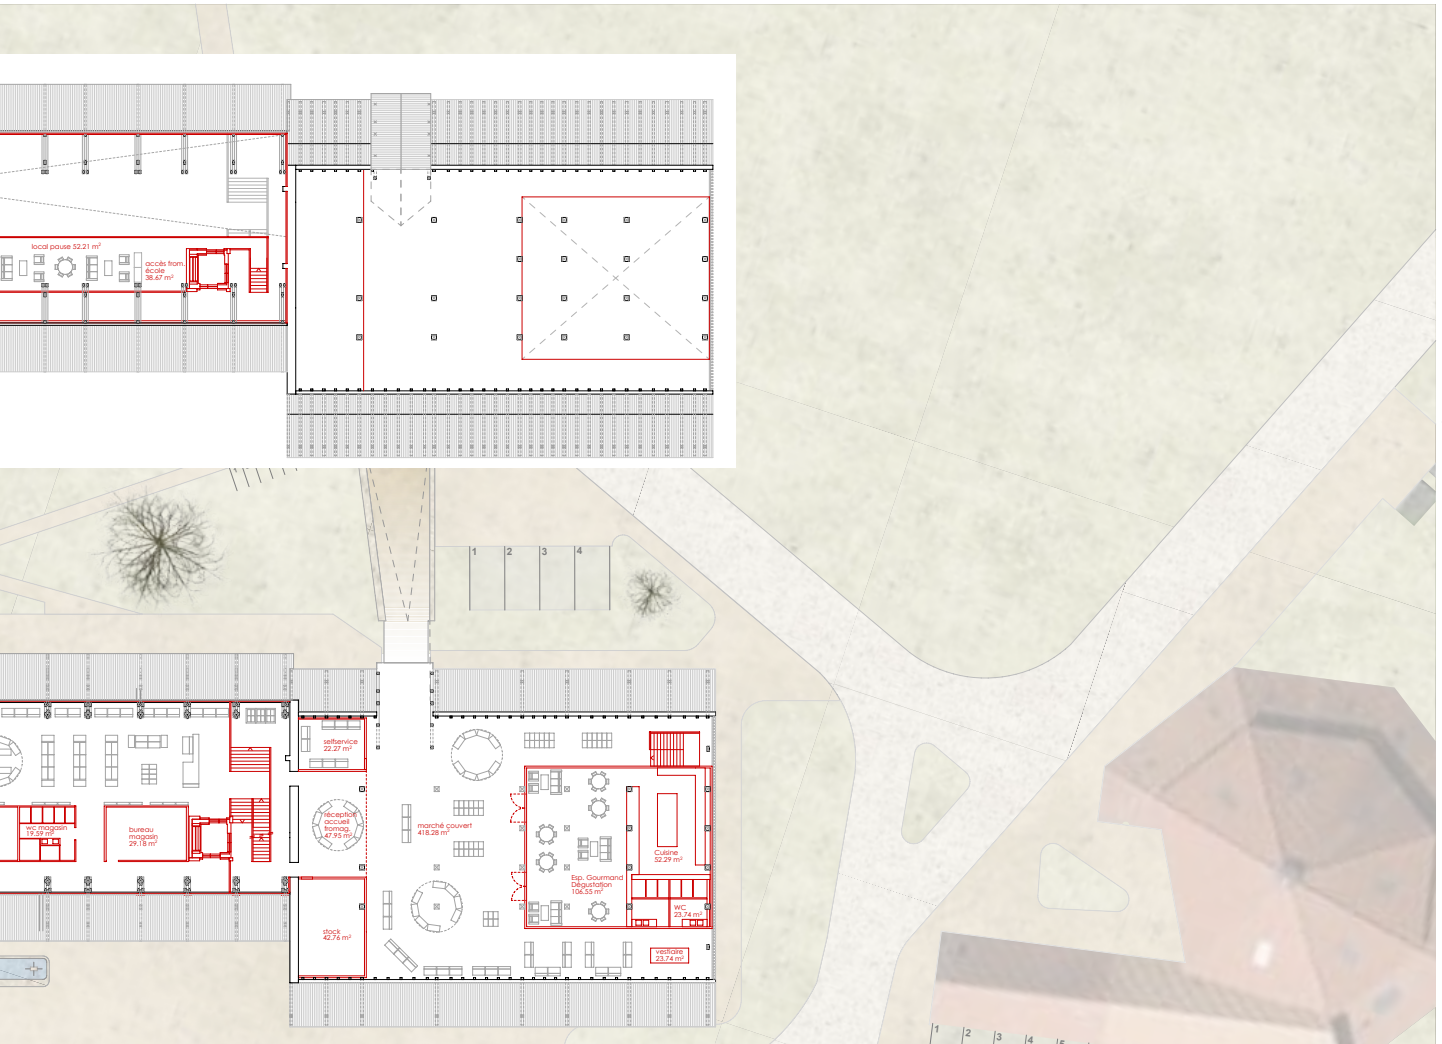 local pause 52.21 m²
accès from.
école
38.67 m²
1 2 3 4
selfservice
22.27 m²
réception
accueil
fromag.
47.95 m²
marché couvert
418.28 m²
wc magasin
19.59 m²
bureau
magasin
29.18 m²
Cuisine
52.29 m²
Esp. Gourmand
Dégustation
106.55 m²
WC
23.74 m²
stock
42.76 m²
vestiaire
23.74 m²
1 2 3 4